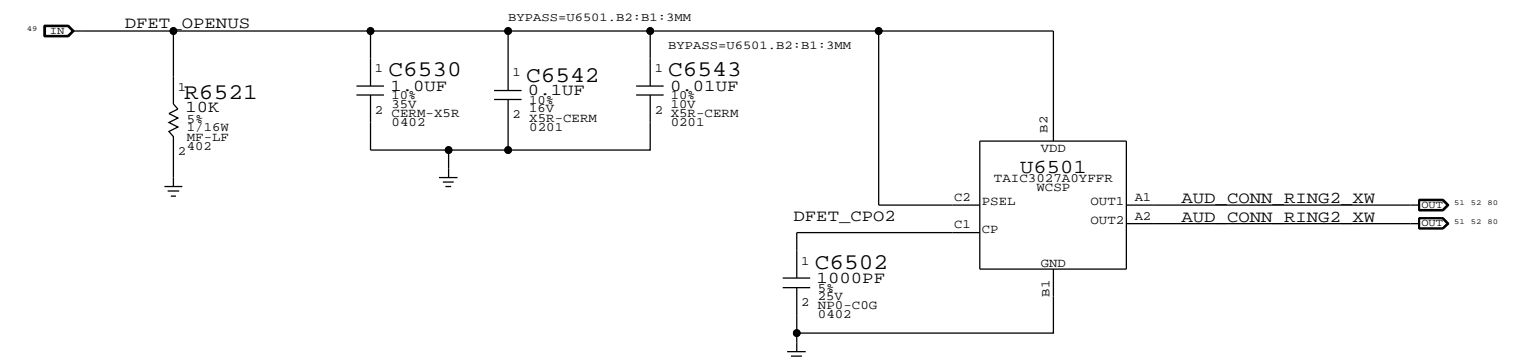 49 IN DFET_OPENUS
BYPASS=U6501.B2:B1:3MM
BYPASS=U6501.B2:B1:3MM
1
R6521
10K
5%
1/16W
MF-LF
402
2
1
C6530
1.0UF
10%
35V
CERM-X5R
0402
2
1
C6542
0.1UF
10%
16V
X5R-CERM
0201
2
1
C6543
0.01UF
10%
10V
X5R-CERM
0201
2
B2
VDD
U6501
TAIC3027A0YFFR
WCSP
C2 PSEL
C1 CP
OUT1 A1
OUT2 A2
GND
B1
AUD_CONN_RING2_XW OUT 51 52 80
AUD_CONN_RING2_XW OUT 51 52 80
DFET_CPO2
1
C6502
1000PF
5%
25V
NP0-C0G
0402
2